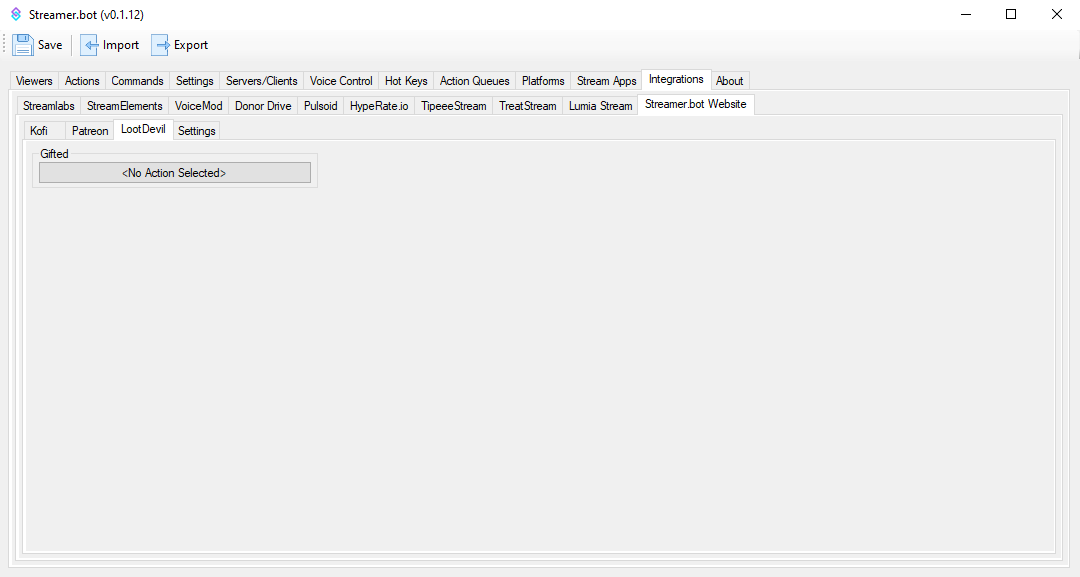 Streamer.bot (v0.1.12)
Save Import Export
Viewers Actions Commands Settings Servers/Clients Voice Control Hot Keys Action Queues Platforms Stream Apps Integrations About
Streamlabs StreamElements VoiceMod Donor Drive Pulsoid HypeRate.io TipeeeStream TreatStream Lumia Stream Streamer.bot Website
Kofi Patreon LootDevil Settings
Gifted
<No Action Selected>